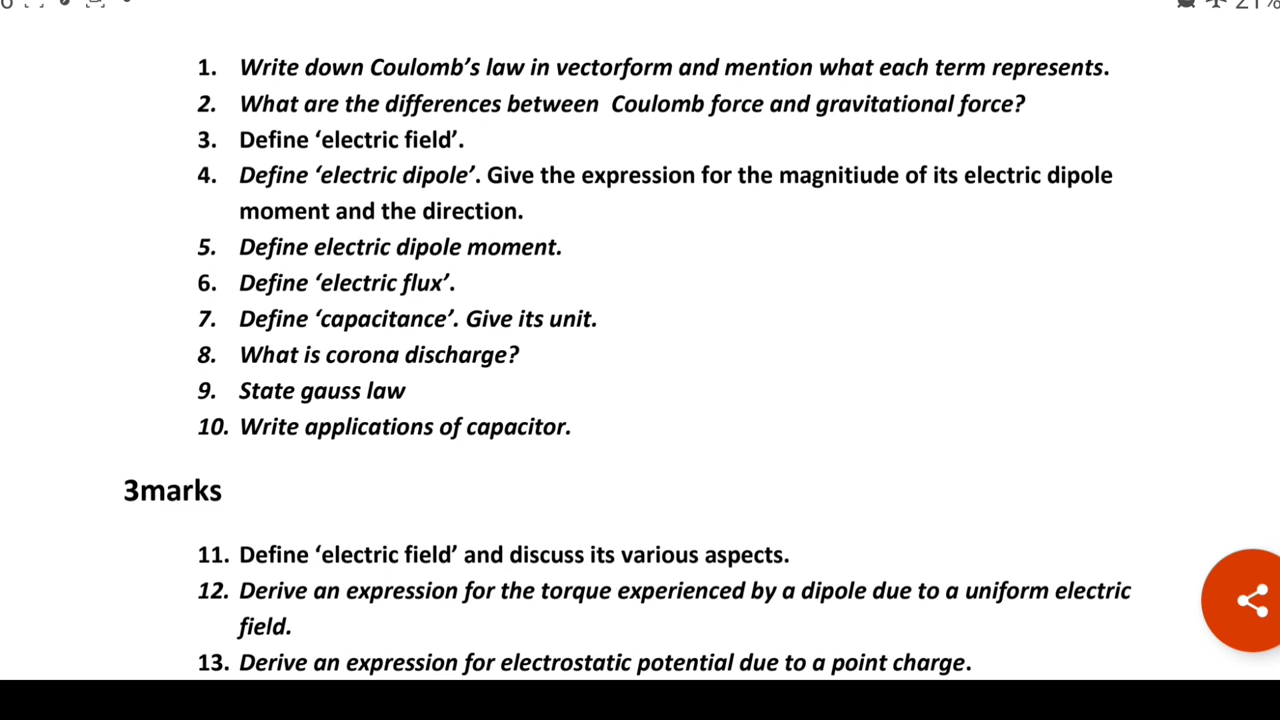 1. Write down Coulomb's law in vectorform and mention what each term represents.
2. What are the differences between Coulomb force and gravitational force?
3. Define ‘electric field’.
4. Define ‘electric dipole’. Give the expression for the magnitiude of its electric dipole
moment and the direction.
5. Define electric dipole moment.
6. Define ‘electric flux’.
7. Define ‘capacitance’. Give its unit.
8. What is corona discharge?
9. State gauss law
10. Write applications of capacitor.
3marks
11. Define ‘electric field’ and discuss its various aspects.
12. Derive an expression for the torque experienced by a dipole due to a uniform electric
field.
13. Derive an expression for electrostatic potential due to a point charge.